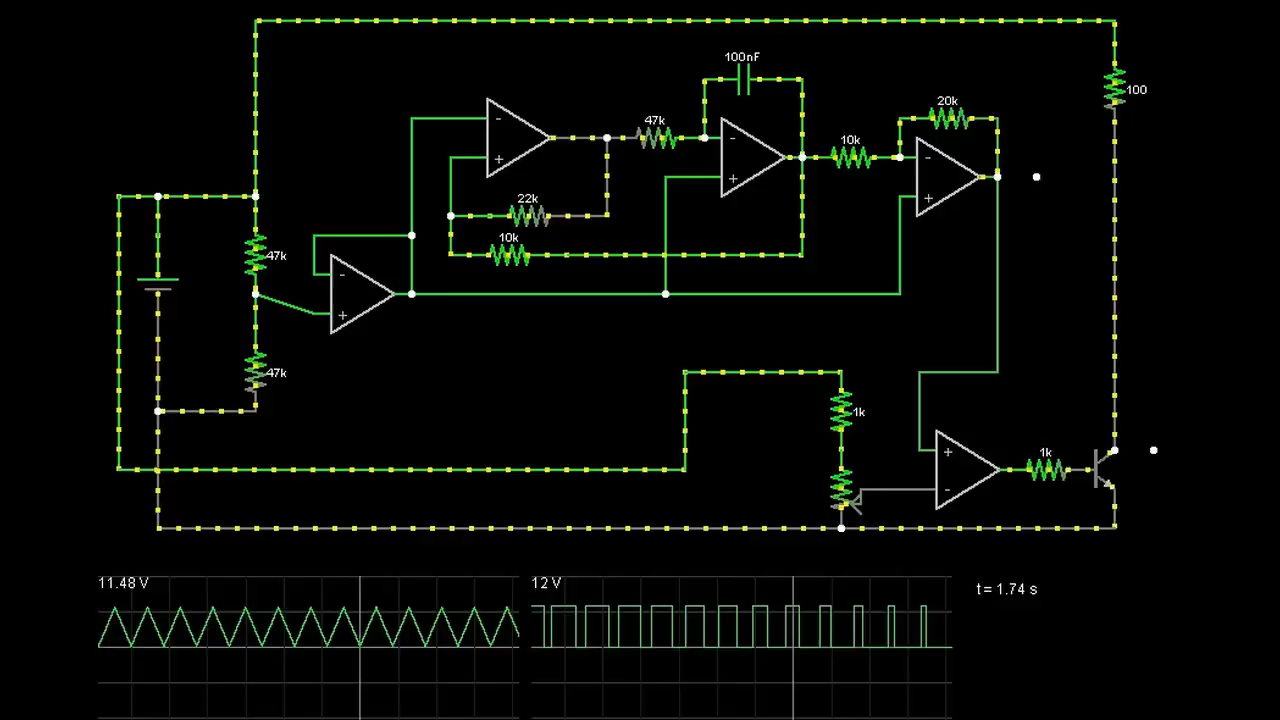 100nF
100
20k
47k
10k
22k
10k
47k
47k
1k
1k
11.48 V
12 V
t = 1.74 s